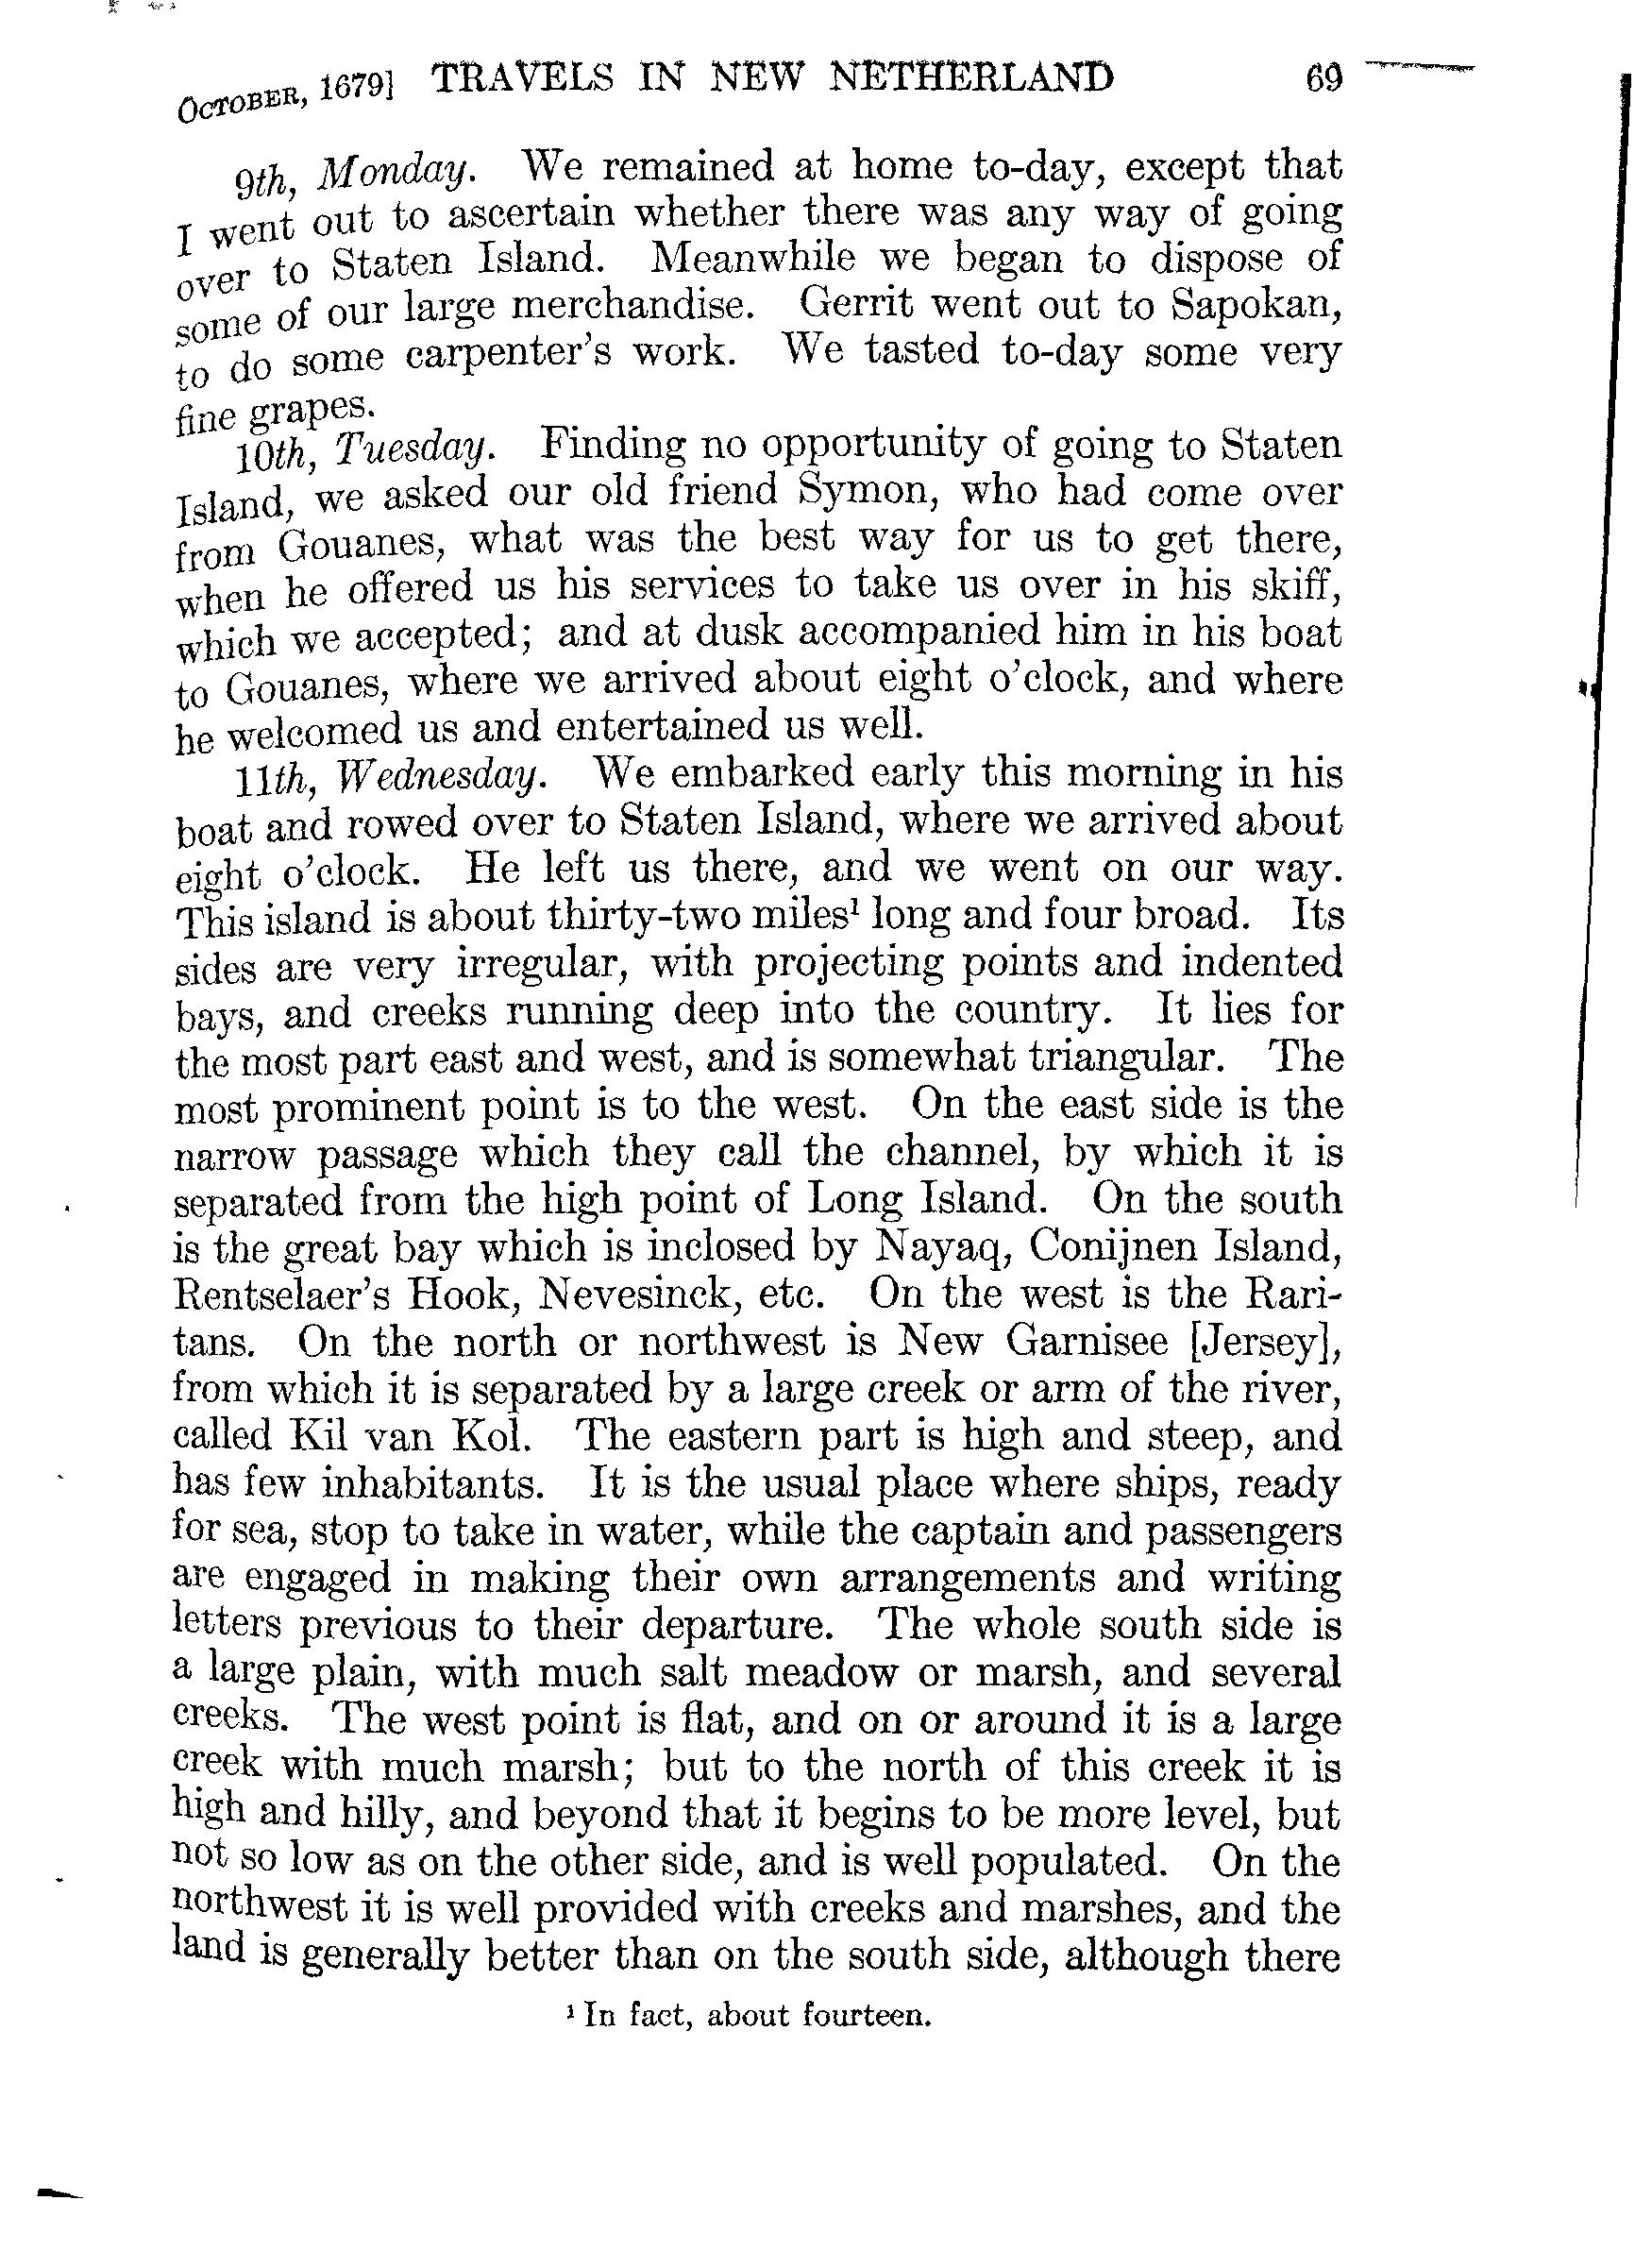 OCTOBER, 1679] TRAVELS IN NEW NETHERLAND 69
9th, Monday. We remained at home to-day, except that
I went out to ascertain whether there was any way of going
over to Staten Island. Meanwhile we began to dispose of
some of our large merchandise. Gerrit went out to Sapokan,
to do some carpenter's work. We tasted to-day some very
fine grapes.
10th, Tuesday. Finding no opportunity of going to Staten
Island, we asked our old friend Symon, who had come over
from Gouanes, what was the best way for us to get there,
when he offered us his services to take us over in his skiff,
which we accepted; and at dusk accompanied him in his boat
to Gouanes, where we arrived about eight o'clock, and where
he welcomed us and entertained us well.
11th, Wednesday. We embarked early this morning in his
boat and rowed over to Staten Island, where we arrived about
eight o'clock. He left us there, and we went on our way.
This island is about thirty-two miles¹ long and four broad. Its
sides are very irregular, with projecting points and indented
bays, and creeks running deep into the country. It lies for
the most part east and west, and is somewhat triangular. The
most prominent point is to the west. On the east side is the
narrow passage which they call the channel, by which it is
separated from the high point of Long Island. On the south
is the great bay which is inclosed by Nayaq, Conijnen Island,
Rentselaer's Hook, Nevesinck, etc. On the west is the Rari-
tans. On the north or northwest is New Garnisee [Jersey],
from which it is separated by a large creek or arm of the river,
called Kil van Kol. The eastern part is high and steep, and
has few inhabitants. It is the usual place where ships, ready
for sea, stop to take in water, while the captain and passengers
are engaged in making their own arrangements and writing
letters previous to their departure. The whole south side is
a large plain, with much salt meadow or marsh, and several
creeks. The west point is flat, and on or around it is a large
creek with much marsh; but to the north of this creek it is
high and hilly, and beyond that it begins to be more level, but
not so low as on the other side, and is well populated. On the
northwest it is well provided with creeks and marshes, and the
land is generally better than on the south side, although there
¹ In fact, about fourteen.